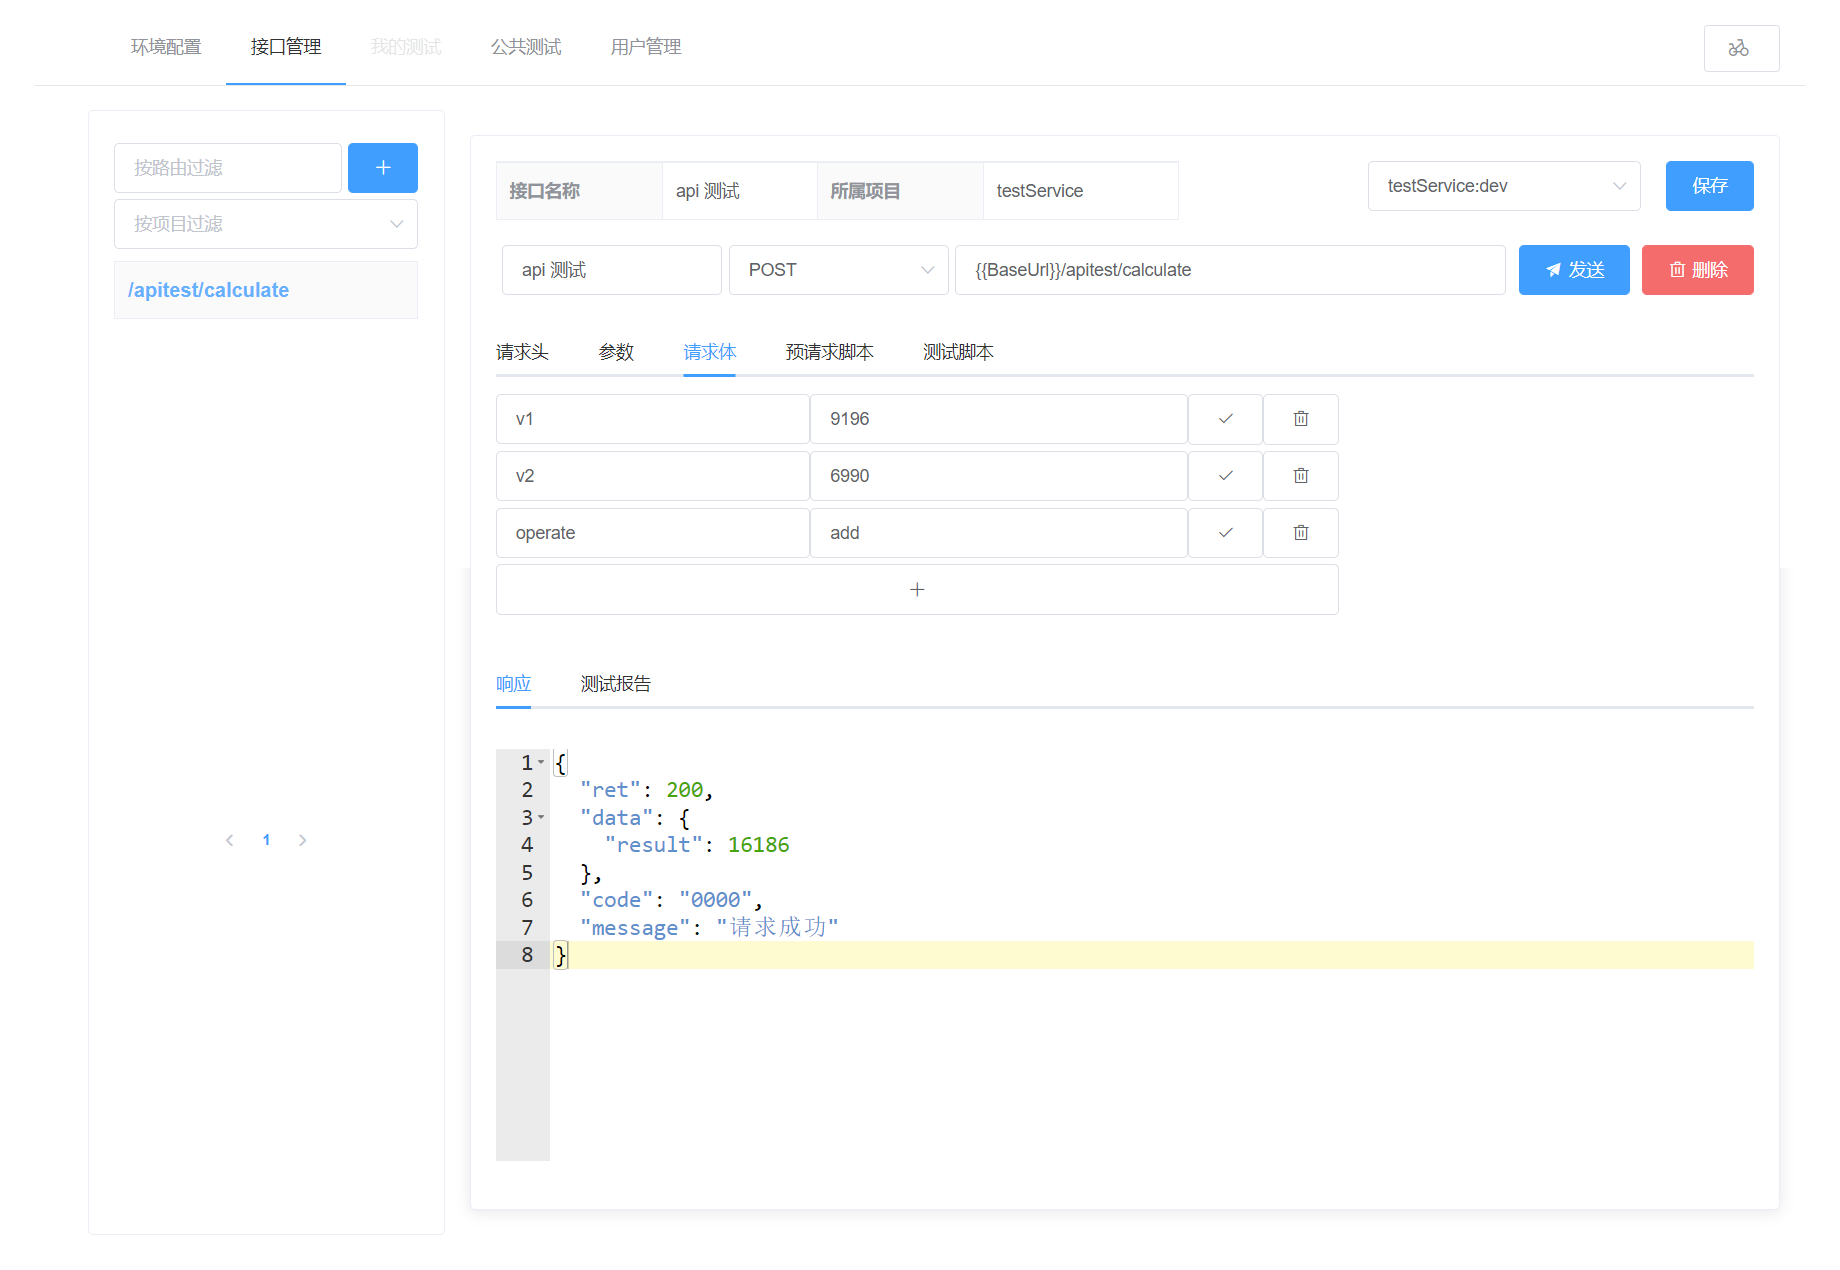 环境配置 接口管理 我的测试 公共测试 用户管理
按路由过滤
按项目过滤
/apitest/calculate
1
接口名称 api 测试 所属项目 testService testService:dev 保存
api 测试 POST {{BaseUrl}}/apitest/calculate 发送 删除
请求头 参数 请求体 预请求脚本 测试脚本
v1 9196
v2 6990
operate add
响应 测试报告
1 {
2 "ret": 200,
3 "data": {
4 "result": 16186
5 },
6 "code": "0000",
7 "message": "请求成功"
8 }